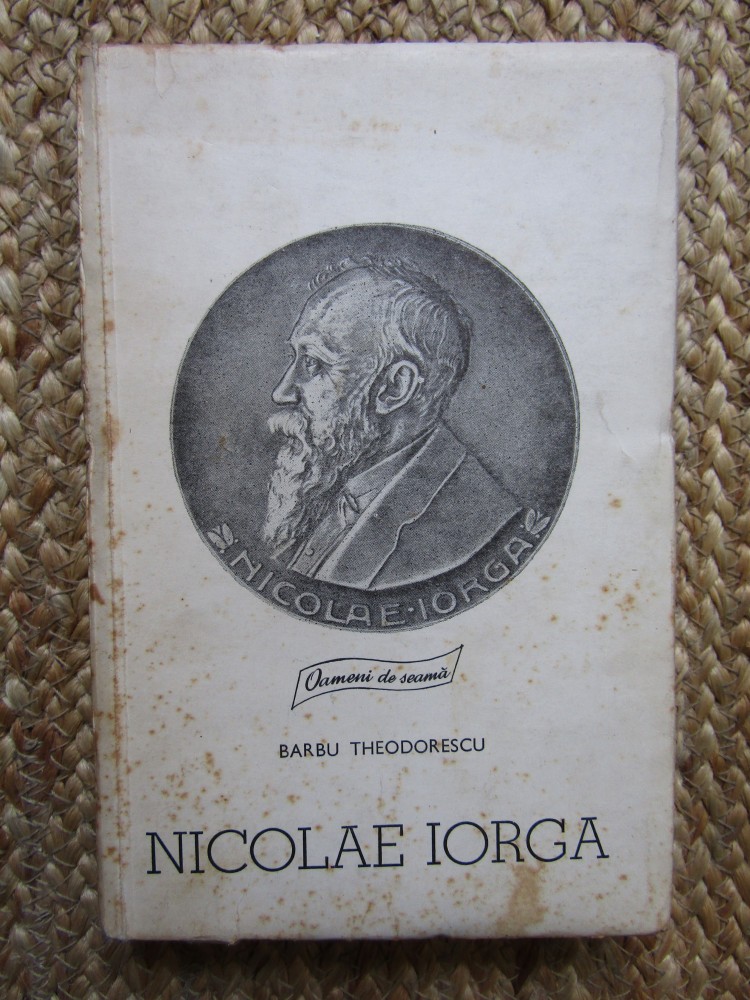 NICOLAE·IORGA
Oameni de seamă
BARBU THEODORESCU
NICOLAE IORGA